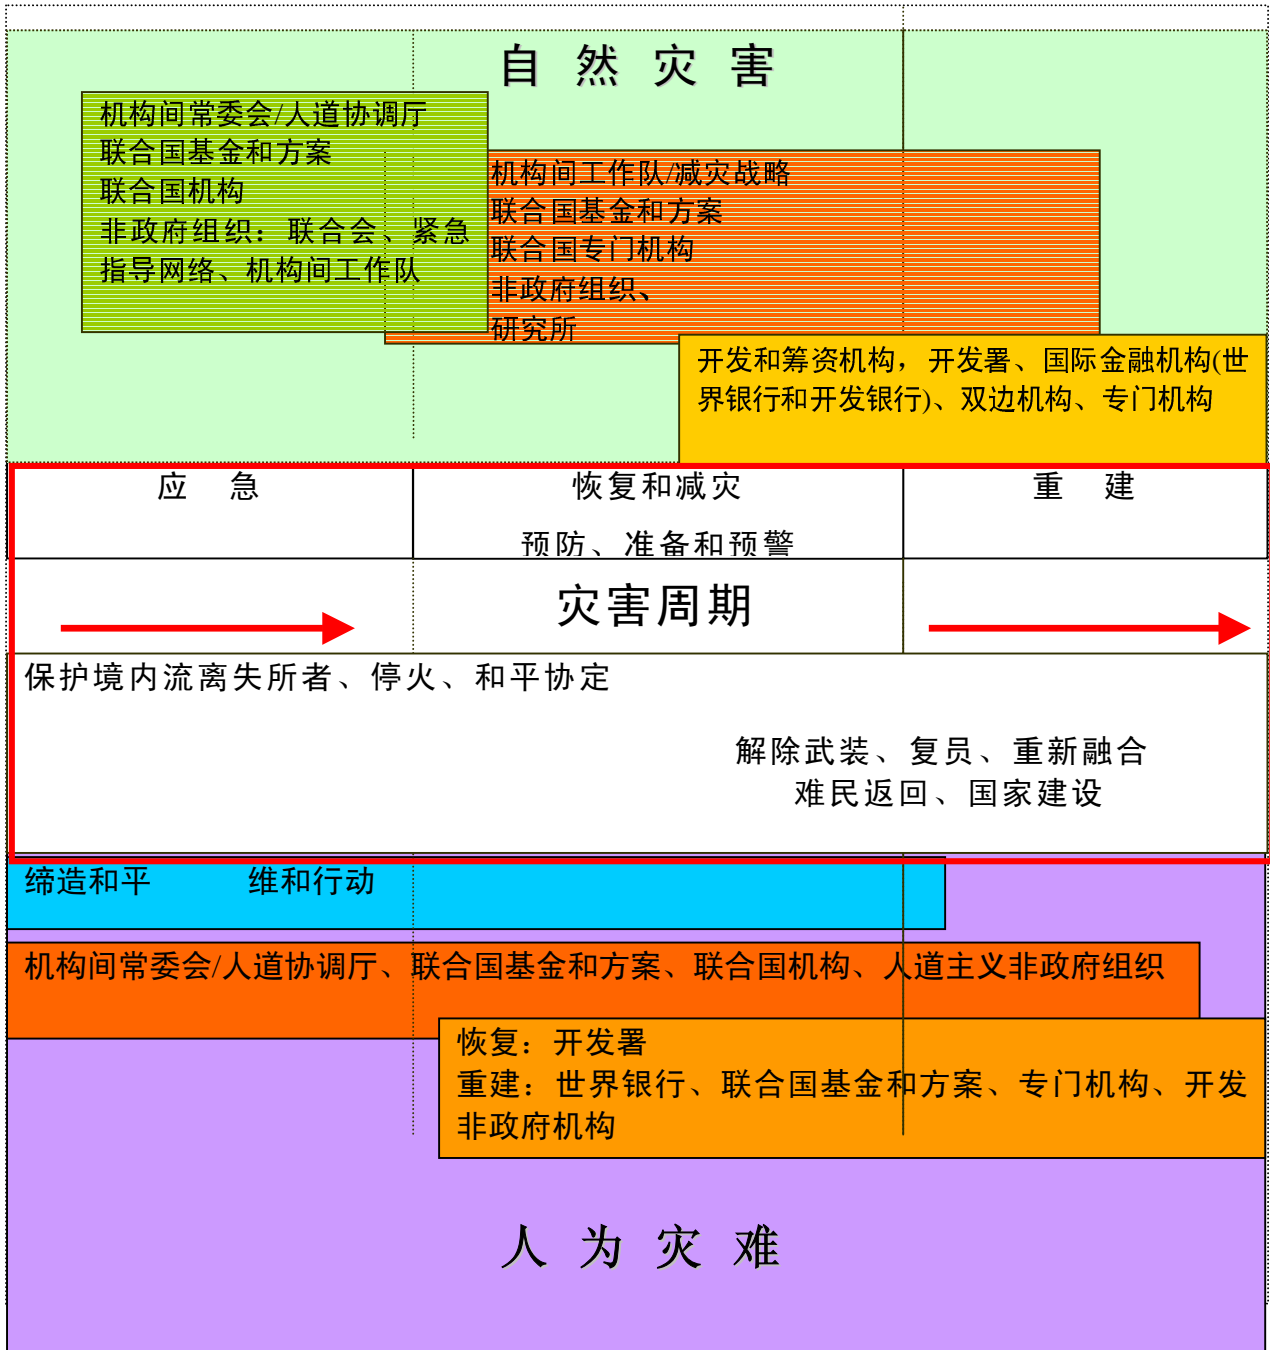 自 然 灾 害
机构间常委会/人道协调厅
联合国基金和方案
联合国机构
非政府组织：联合会、紧急
指导网络、机构间工作队
机构间工作队/减灾战略
联合国基金和方案
联合国专门机构
非政府组织、
研究所
开发和筹资机构，开发署、国际金融机构(世
界银行和开发银行)、双边机构、专门机构
应 急
恢复和减灾
预防、准备和预警
重 建
灾害周期
保护境内流离失所者、停火、和平协定
解除武装、复员、重新融合
难民返回、国家建设
缔造和平 维和行动
机构间常委会/人道协调厅、联合国基金和方案、联合国机构、人道主义非政府组织
恢复：开发署
重建：世界银行、联合国基金和方案、专门机构、开发
非政府机构
人 为 灾 难